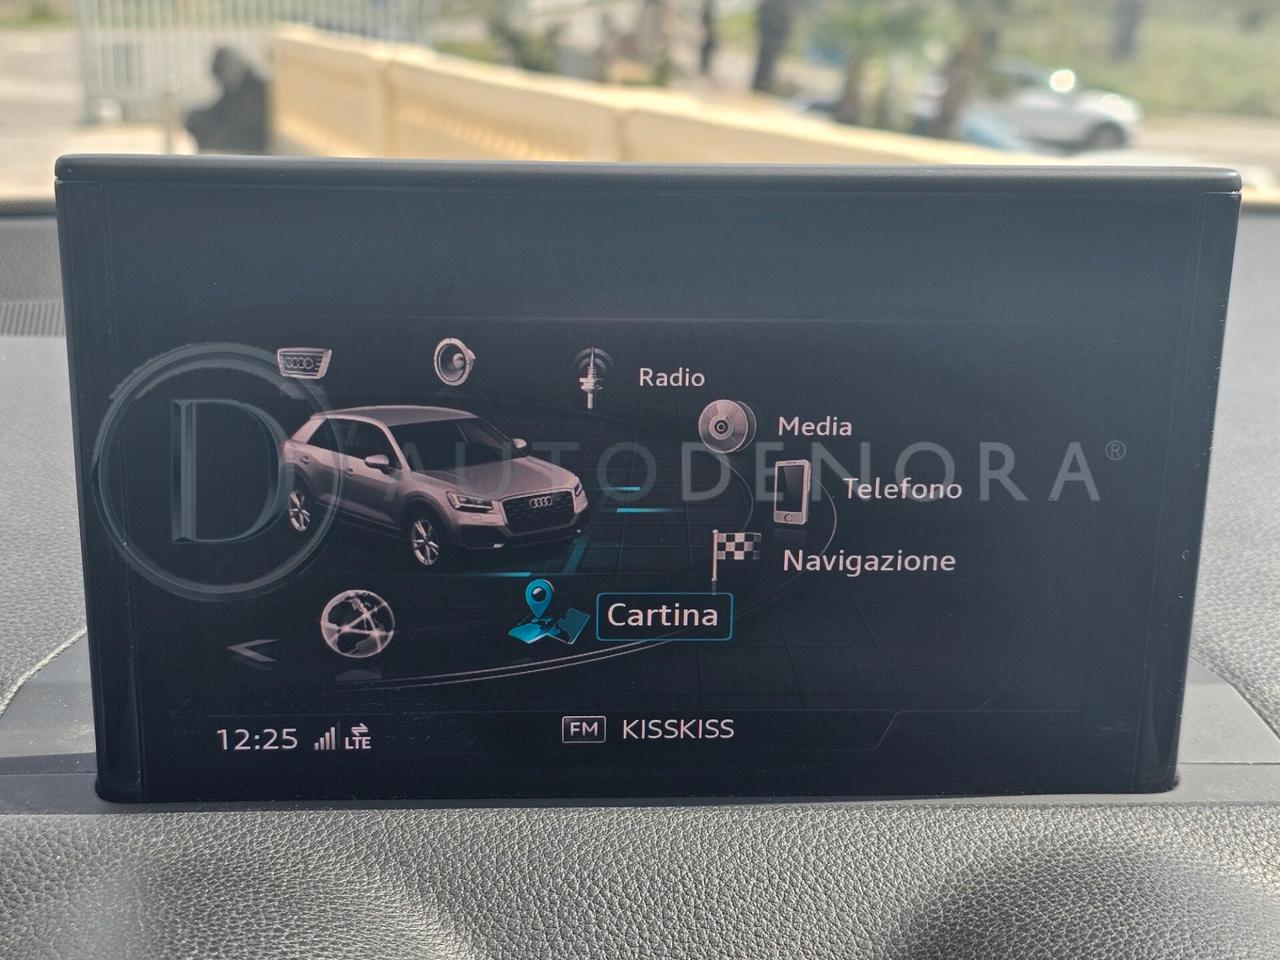 Radio
Media
AUTODENORA®
D
Telefono
Navigazione
Cartina
12:25 LTE
FM KISSKISS